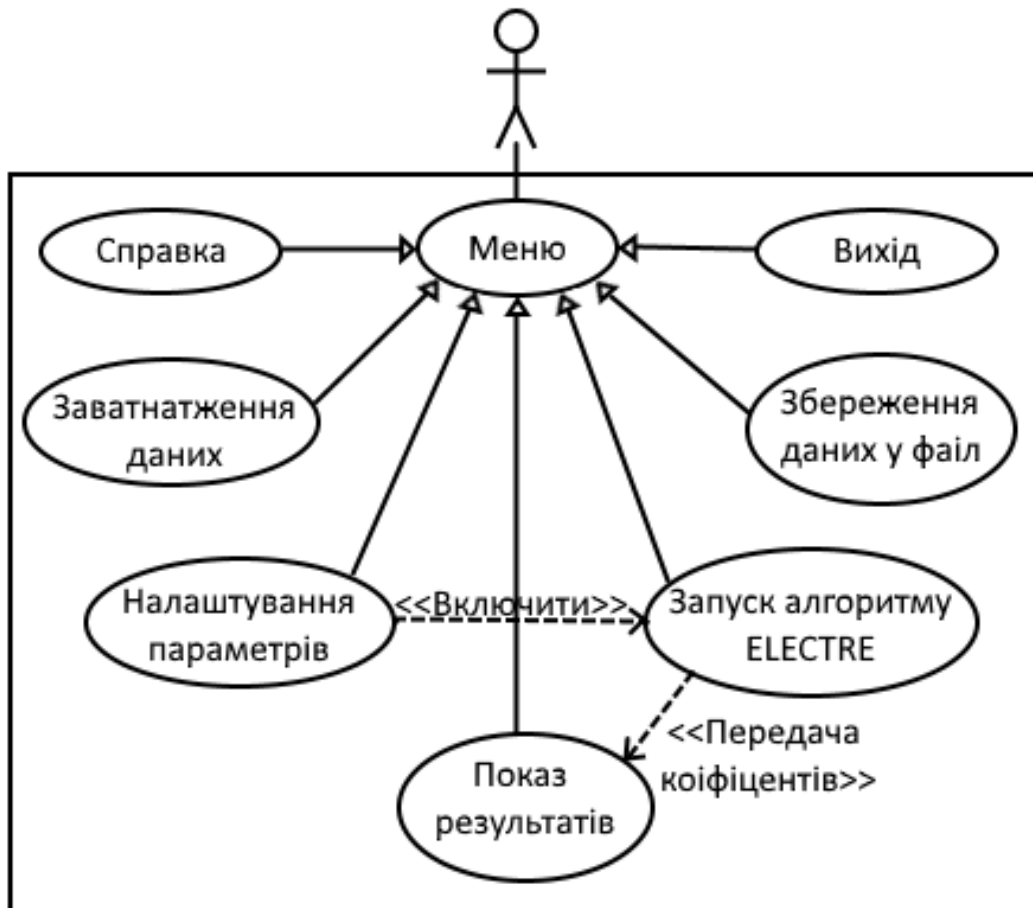 Справка
Меню
Вихід
Заватнатження
даних
Збереження
даних у фаіл
Налаштування
параметрів
<<Включити>>
Запуск алгоритму
ELECTRE
<<Передача
коіфіцентів>>
Показ
результатів